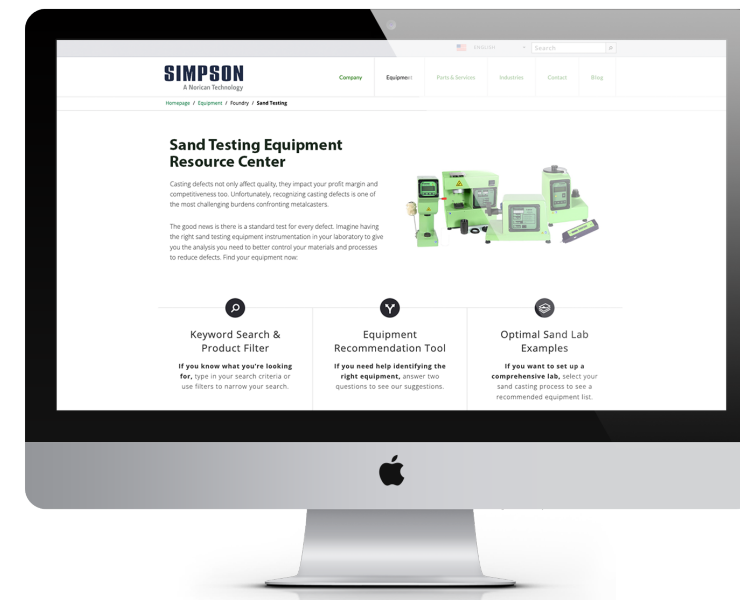 ENGLISH
Search
SIMPSON
A Norican Technology
Company
Equipment
Parts & Services
Industries
Contact
Blog
Homepage / Equipment / Foundry / Sand Testing
Sand Testing Equipment
Resource Center
Casting defects not only affect quality, they impact your profit margin and
competitiveness too. Unfortunately, recognizing casting defects is one of
the most challenging burdens confronting metalcasters.
The good news is there is a standard test for every defect. Imagine having
the right sand testing equipment instrumentation in your laboratory to give
you the analysis you need to better control your materials and processes
to reduce defects. Find your equipment now:
Keyword Search &
Product Filter
If you know what you're looking
for, type in your search criteria or
use filters to narrow your search.
Equipment
Recommendation Tool
If you need help identifying the
right equipment, answer two
questions to see our suggestions.
Optimal Sand Lab
Examples
If you want to set up a
comprehensive lab, select your
sand casting process to see a
recommended equipment list.